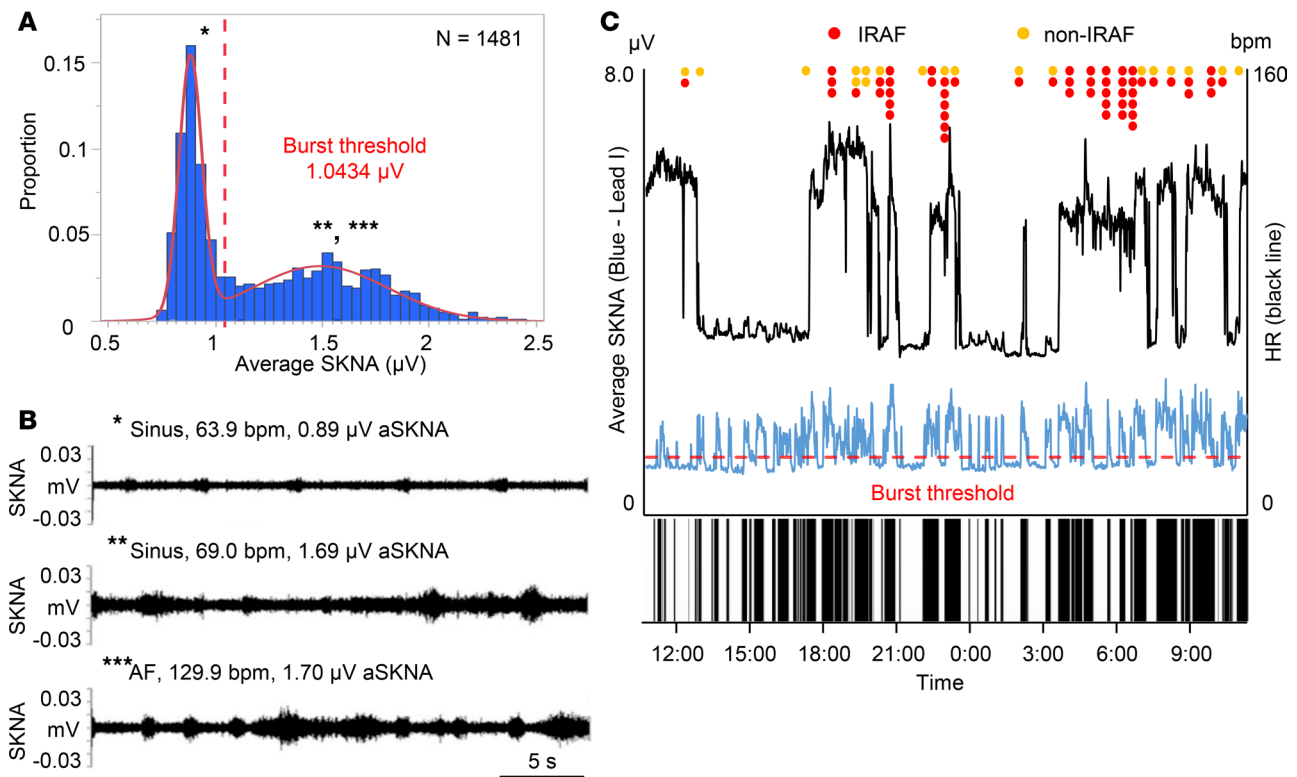 A
*
N = 1481
0.15
0.1
0.05
0
Proportion
Burst threshold
1.0434 µV
**, ***
0.5
1
1.5
2
2.5
Average SKNA (µV)
B
* Sinus, 63.9 bpm, 0.89 µV aSKNA
SKNA
0.03
mV
-0.03
** Sinus, 69.0 bpm, 1.69 µV aSKNA
SKNA
0.03
mV
-0.03
***AF, 129.9 bpm, 1.70 µV aSKNA
SKNA
0.03
mV
-0.03
5 s
C
IRAF
non-IRAF
µV
bpm
8.0
160
Average SKNA (Blue - Lead I)
HR (black line)
Burst threshold
0
0
12:00
15:00
18:00
21:00
0:00
3:00
6:00
9:00
Time